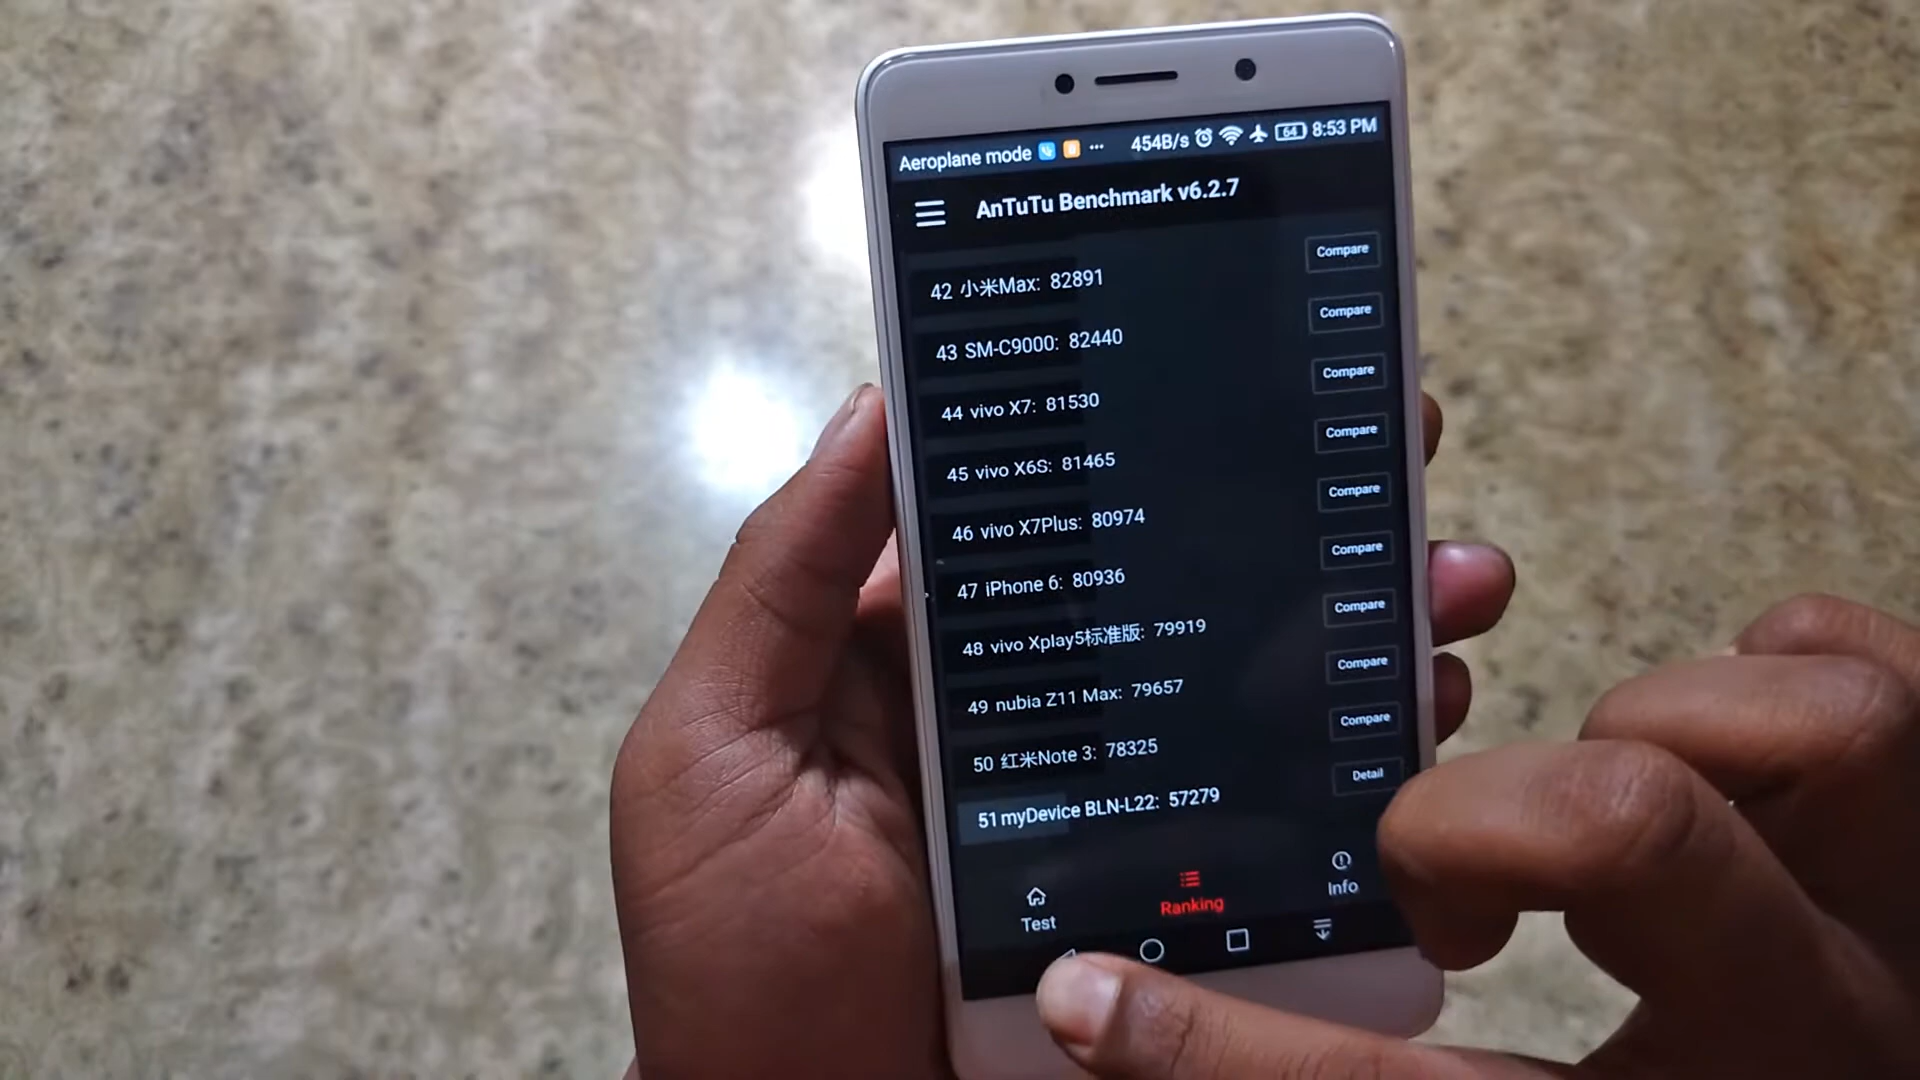 Aeroplane mode ... 454B/s 64 8:53 PM
AnTuTu Benchmark v6.2.7
42 小米Max: 82891 Compare
43 SM-C9000: 82440 Compare
44 vivo X7: 81530 Compare
45 vivo X6S: 81465 Compare
46 vivo X7Plus: 80974 Compare
47 iPhone 6: 80936 Compare
48 vivo Xplay5标准版: 79919 Compare
49 nubia Z11 Max: 79657 Compare
50 红米Note 3: 78325 Compare
51 myDevice BLN-L22: 57279 Detail
Test Ranking Info